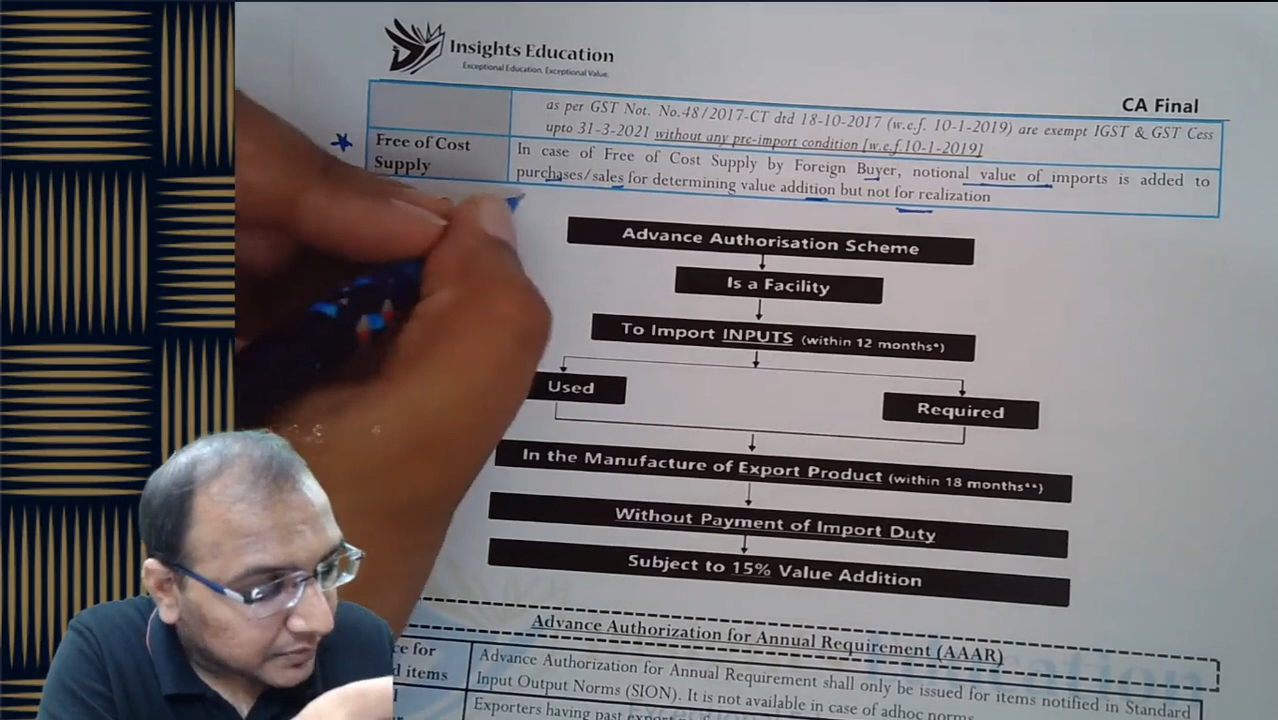 Insights Education
Exceptional Education. Exceptional Value.
CA Final
as per GST Not. No.48/2017-CT dtd 18-10-2017 (w.e.f. 10-1-2019) are exempt IGST & GST Cess
upto 31-3-2021 without any pre-import condition [w.e.f.10-1-2019]
Free of Cost
Supply
In case of Free of Cost Supply by Foreign Buyer, notional value of imports is added to
purchases/sales for determining value addition but not for realization
Advance Authorisation Scheme
Is a Facility
To Import INPUTS (within 12 months*)
Used
Required
In the Manufacture of Export Product (within 18 months**)
Without Payment of Import Duty
Subject to 15% Value Addition
Advance Authorization for Annual Requirement (AAAR)
for
items
Advance Authorization for Annual Requirement shall only be issued for items notified in Standard
Input Output Norms (SION). It is not available in case of adhoc norms
Exporters having past